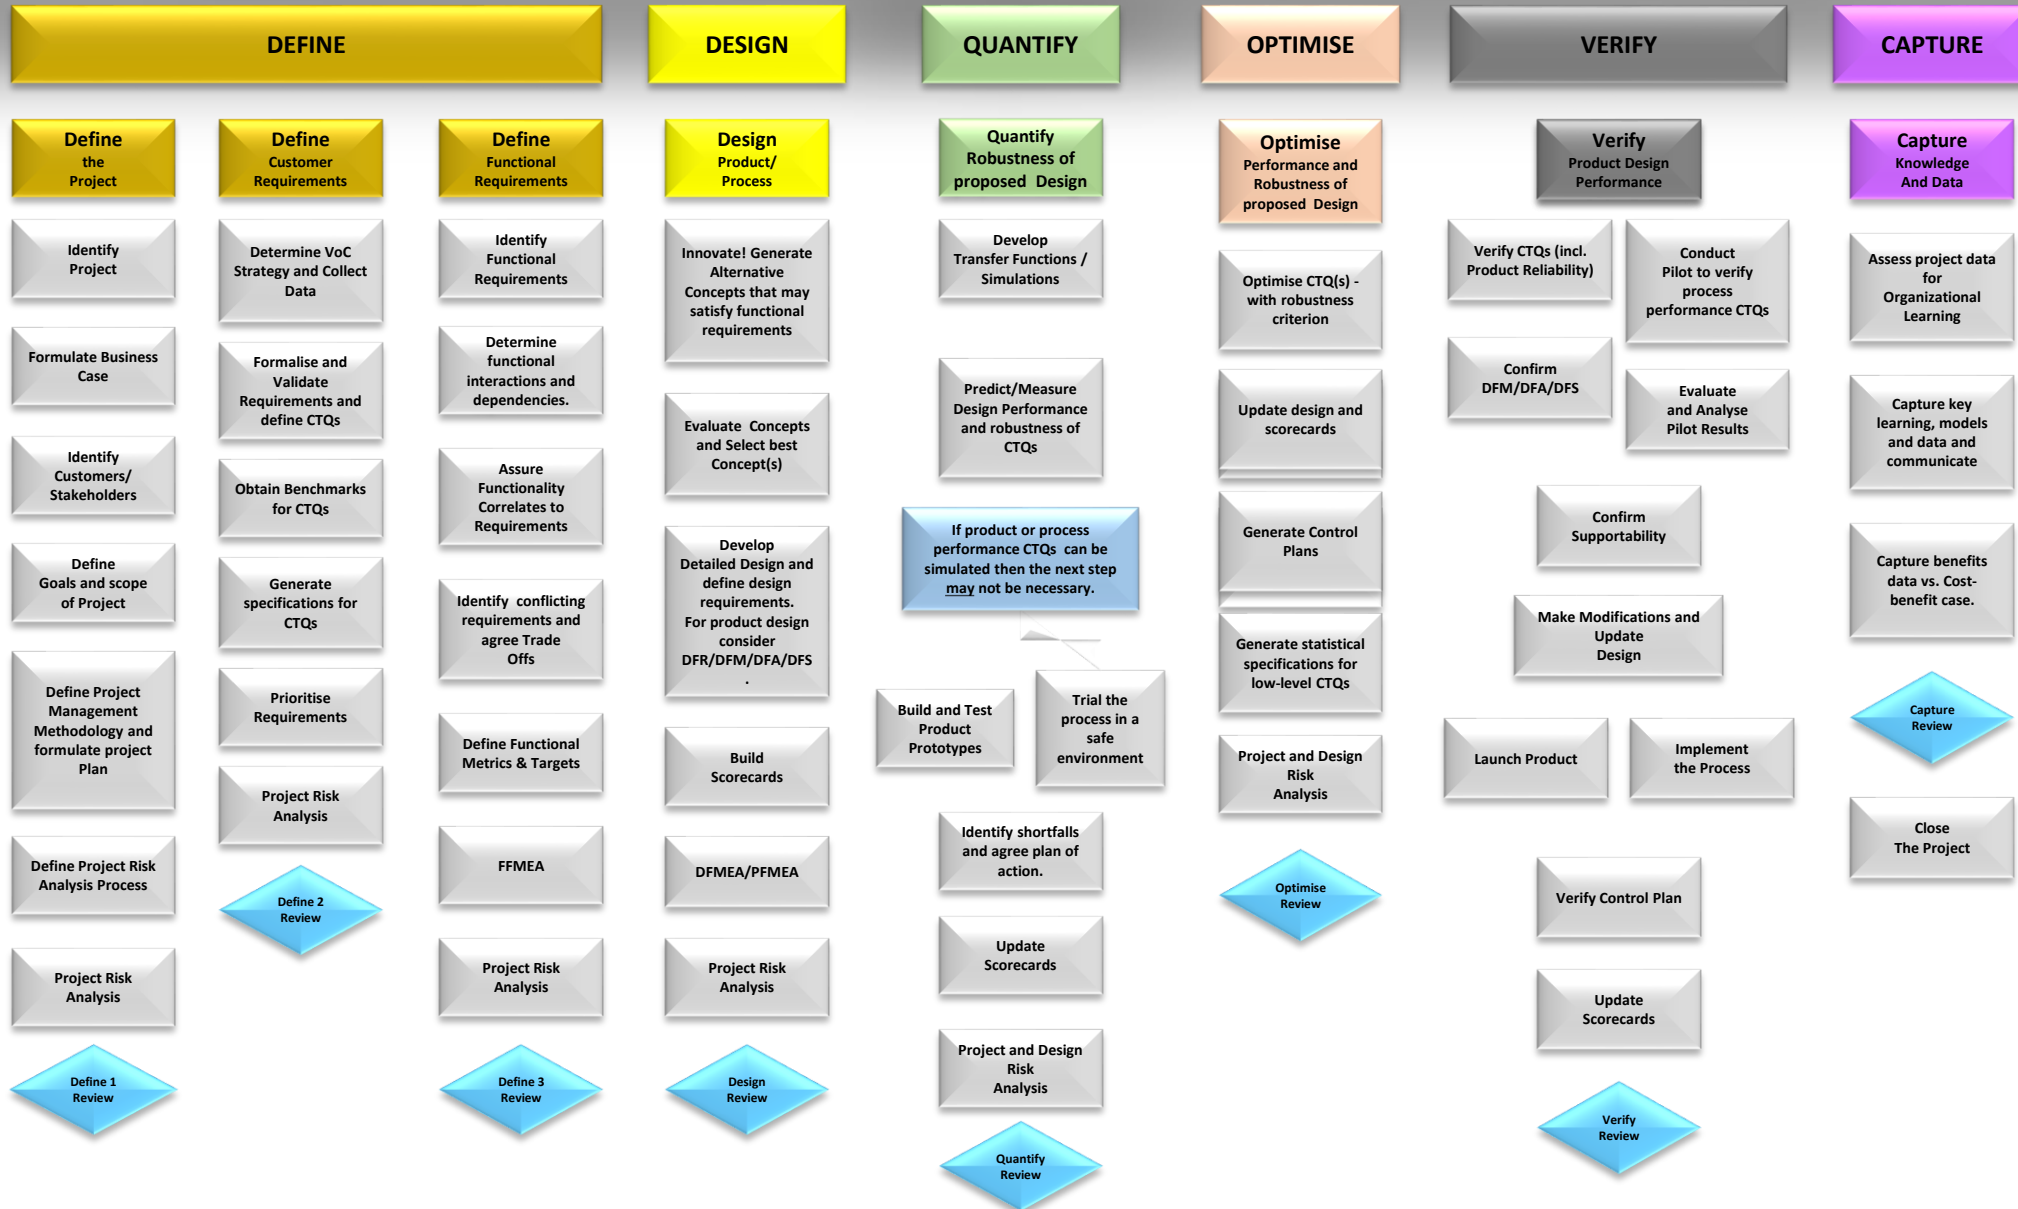 DEFINE
DESIGN
QUANTIFY
OPTIMISE
VERIFY
CAPTURE
Define
the
Project
Identify
Project
Formulate Business
Case
Identify
Customers/
Stakeholders
Define
Goals and scope
of Project
Define Project
Management
Methodology and
formulate project
Plan
Define Project Risk
Analysis Process
Project Risk
Analysis
Define 1
Review
Define
Customer
Requirements
Determine VoC
Strategy and Collect
Data
Formalise and
Validate
Requirements and
define CTQs
Obtain Benchmarks
for CTQs
Generate
specifications for
CTQs
Prioritise
Requirements
Project Risk
Analysis
Define 2
Review
Define
Functional
Requirements
Identify
Functional
Requirements
Determine
functional
interactions and
dependencies.
Assure
Functionality
Correlates to
Requirements
Identify conflicting
requirements and
agree Trade
Offs
Define Functional
Metrics & Targets
FFMEA
Project Risk
Analysis
Define 3
Review
Design
Product/
Process
Innovate! Generate
Alternative
Concepts that may
satisfy functional
requirements
Evaluate Concepts
and Select best
Concept(s)
Develop
Detailed Design and
define design
requirements.
For product design
consider
DFR/DFM/DFA/DFS
.
Build
Scorecards
DFMEA/PFMEA
Project Risk
Analysis
Design
Review
Quantify
Robustness of
proposed Design
Develop
Transfer Functions /
Simulations
Predict/Measure
Design Performance
and robustness of
CTQs
If product or process
performance CTQs can be
simulated then the next step
may not be necessary.
Build and Test
Product
Prototypes
Trial the
process in a
safe
environment
Identify shortfalls
and agree plan of
action.
Update
Scorecards
Project and Design
Risk
Analysis
Quantify
Review
Optimise
Performance and
Robustness of
proposed Design
Optimise CTQ(s) -
with robustness
criterion
Update design and
scorecards
Generate Control
Plans
Generate statistical
specifications for
low-level CTQs
Project and Design
Risk
Analysis
Optimise
Review
Verify
Product Design
Performance
Verify CTQs (incl.
Product Reliability)
Conduct
Pilot to verify
process
performance CTQs
Confirm
DFM/DFA/DFS
Evaluate
and Analyse
Pilot Results
Confirm
Supportability
Make Modifications and
Update
Design
Launch Product
Implement
the Process
Verify Control Plan
Update
Scorecards
Verify
Review
Capture
Knowledge
And Data
Assess project data
for
Organizational
Learning
Capture key
learning, models
and data and
communicate
Capture benefits
data vs. Cost-
benefit case.
Capture
Review
Close
The Project